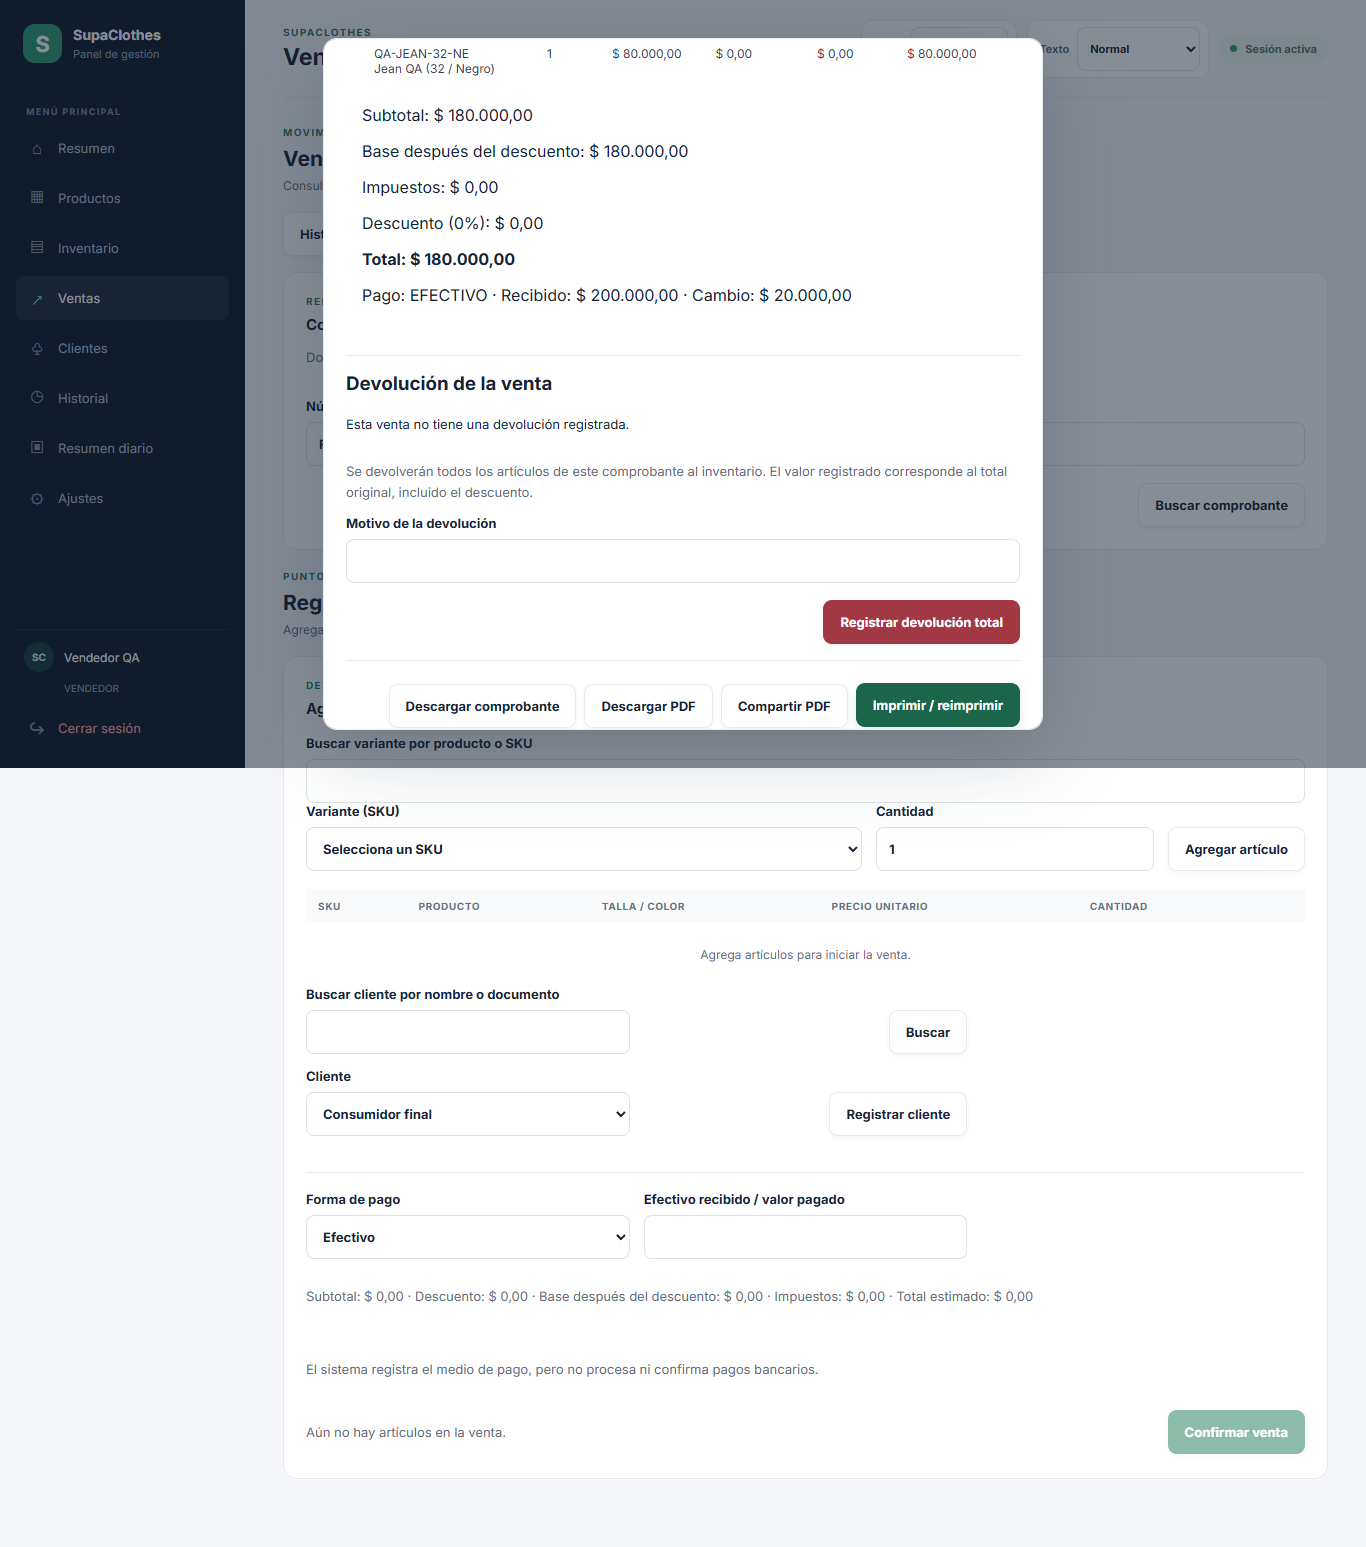 S
SupaClothes
Panel de gestión
MENÚ PRINCIPAL
Resumen
Productos
Inventario
Ventas
Clientes
Historial
Resumen diario
Ajustes
SC
Vendedor QA
VENDEDOR
Cerrar sesión
SUPACLOTHES
Texto
Normal
Sesión activa
QA-JEAN-32-NE 1 $ 80.000,00 $ 0,00 $ 0,00 $ 80.000,00
Jean QA (32 / Negro)
Subtotal: $ 180.000,00
Base después del descuento: $ 180.000,00
Impuestos: $ 0,00
Descuento (0%): $ 0,00
Total: $ 180.000,00
Pago: EFECTIVO · Recibido: $ 200.000,00 · Cambio: $ 20.000,00
Devolución de la venta
Esta venta no tiene una devolución registrada.
Se devolverán todos los artículos de este comprobante al inventario. El valor registrado corresponde al total
original, incluido el descuento.
Motivo de la devolución
Registrar devolución total
Descargar comprobante
Descargar PDF
Compartir PDF
Imprimir / reimprimir
Buscar comprobante
Buscar variante por producto o SKU
Variante (SKU)
Cantidad
Selecciona un SKU
1
Agregar artículo
SKU PRODUCTO TALLA / COLOR PRECIO UNITARIO CANTIDAD
Agrega artículos para iniciar la venta.
Buscar cliente por nombre o documento
Buscar
Cliente
Consumidor final
Registrar cliente
Forma de pago
Efectivo recibido / valor pagado
Efectivo
Subtotal: $ 0,00 · Descuento: $ 0,00 · Base después del descuento: $ 0,00 · Impuestos: $ 0,00 · Total estimado: $ 0,00
El sistema registra el medio de pago, pero no procesa ni confirma pagos bancarios.
Aún no hay artículos en la venta.
Confirmar venta